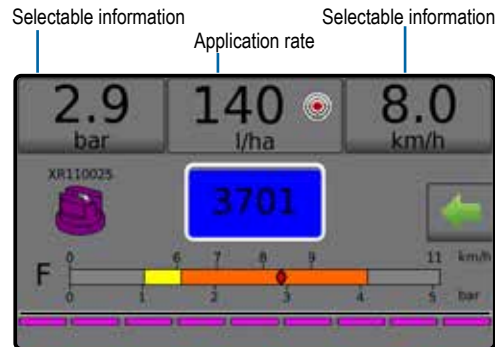 Selectable information Selectable information
Application rate
2.9 140 8.0
bar l/ha km/h
XR110025
3701
0 6 7 8 9 11 km/h
F
0 1 2 3 4 5 bar